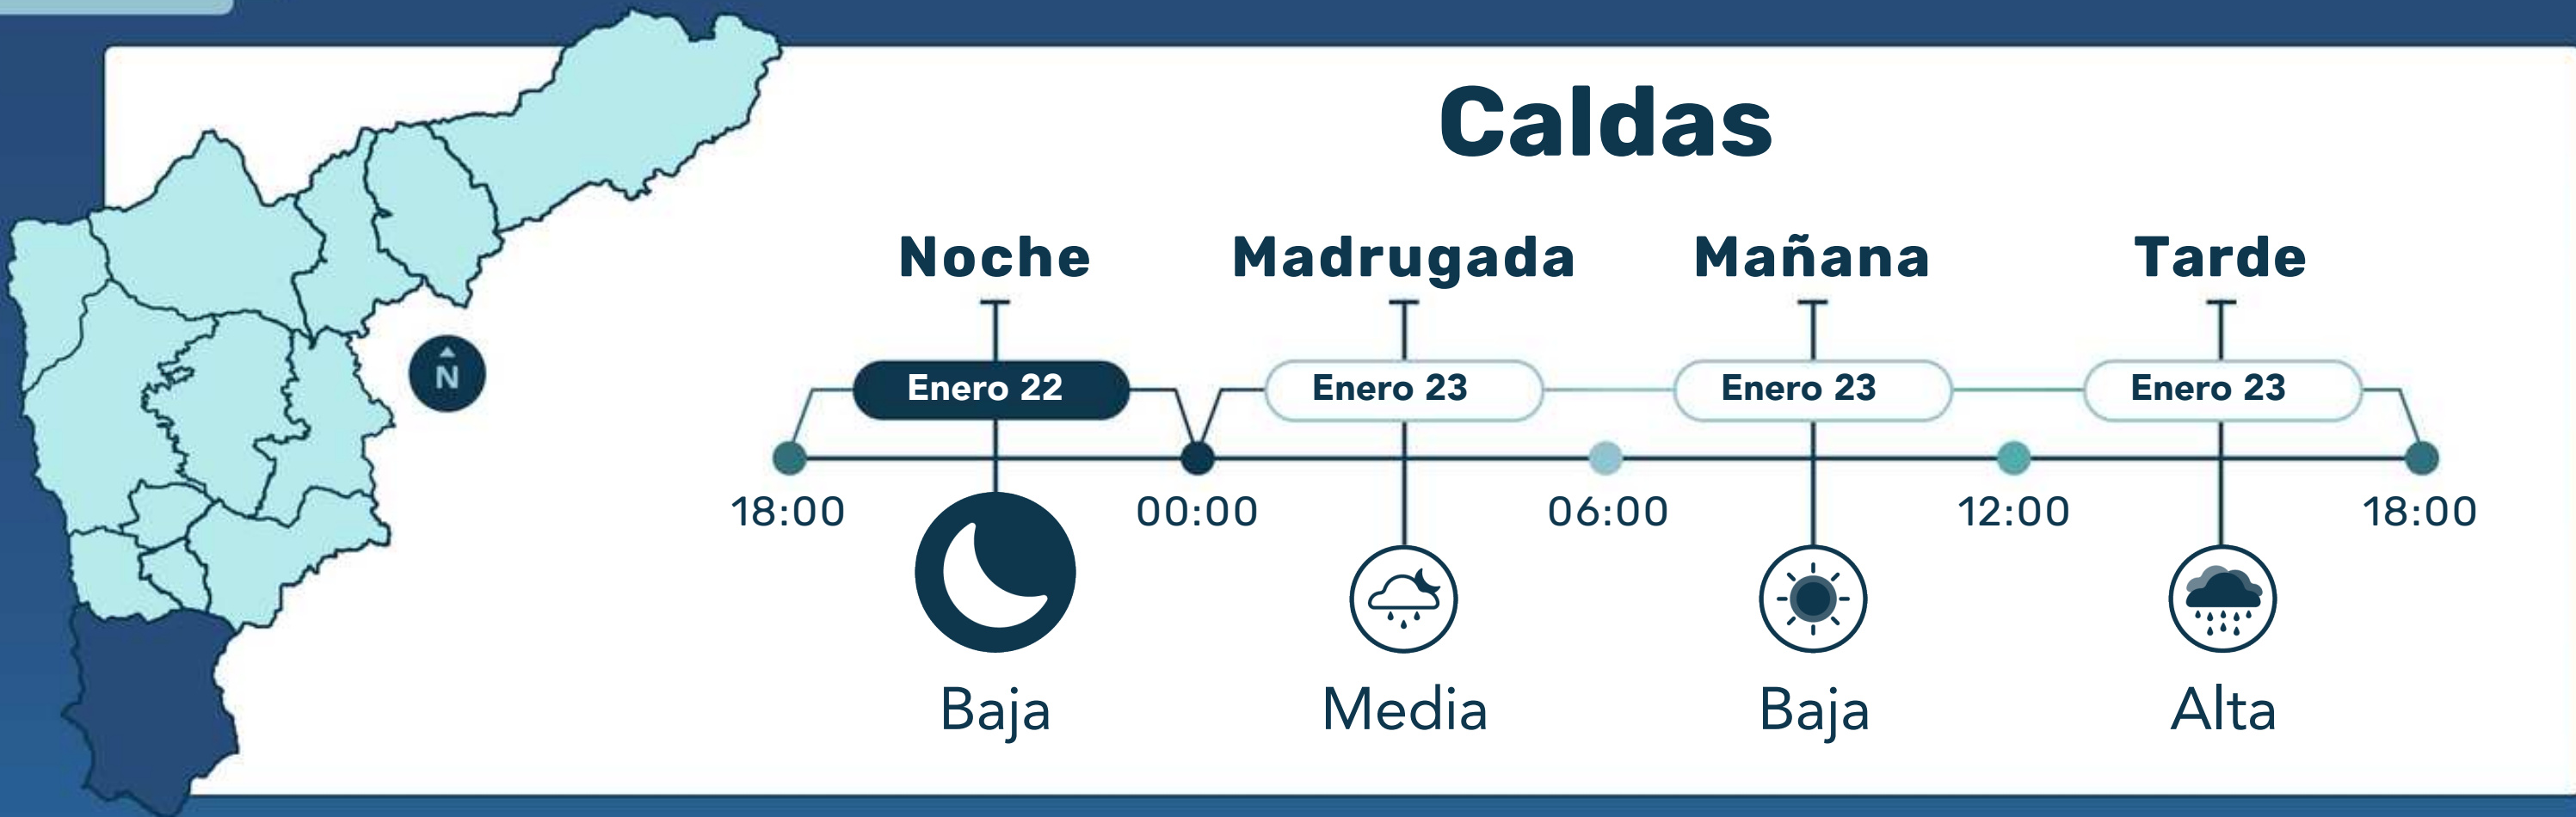 Caldas
Noche Madrugada Mañana Tarde
N
Enero 22 Enero 23 Enero 23 Enero 23
18:00 00:00 06:00 12:00 18:00
Baja Media Baja Alta